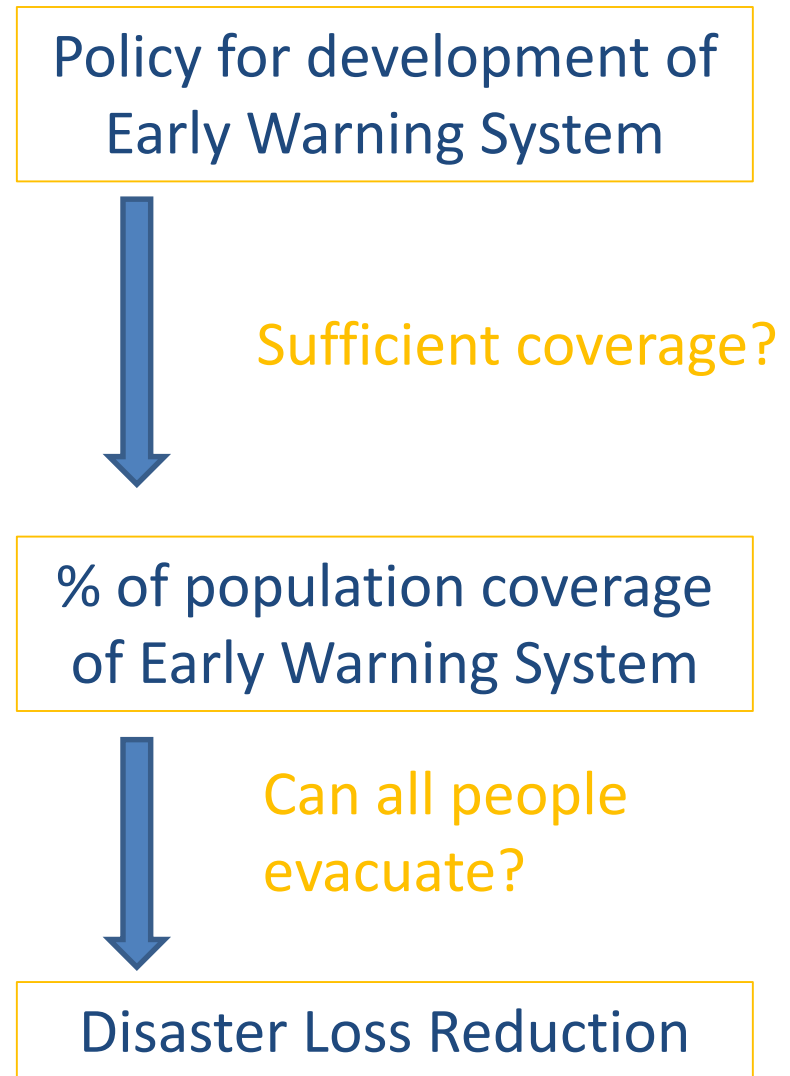 Policy for development of
Early Warning System
Sufficient coverage?
% of population coverage
of Early Warning System
Can all people
evacuate?
Disaster Loss Reduction